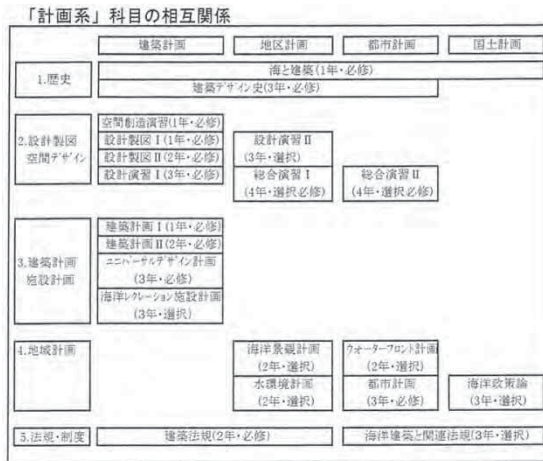 「計画系」科目の相互関係
建築計画 地区計画 都市計画 国土計画
1.歴史
海と建築(1年・必修)
建築デザイン史(3年・必修)
2.設計製図
空間デザイン
空間創造演習(1年・必修)
設計製図Ⅰ(1年・必修)
設計製図Ⅱ(2年・必修)
設計演習Ⅰ(3年・必修)
設計演習Ⅱ
(3年・選択)
総合演習Ⅰ
(4年・選択必修)
総合演習Ⅱ
(4年・選択必修)
3.建築計画
施設計画
建築計画Ⅰ(1年・必修)
建築計画Ⅱ(2年・必修)
ユニバーサルデザイン計画
(3年・必修)
海洋レクレーション施設計画
(3年・選択)
4.地域計画
海洋景観計画
(2年・選択)
水環境計画
(2年・選択)
ウォーターフロント計画
(2年・選択)
都市計画
(3年・必修)
海洋政策論
(3年・選択)
5.法規・制度
建築法規(2年・必修)
海洋建築と関連法規(3年・選択)